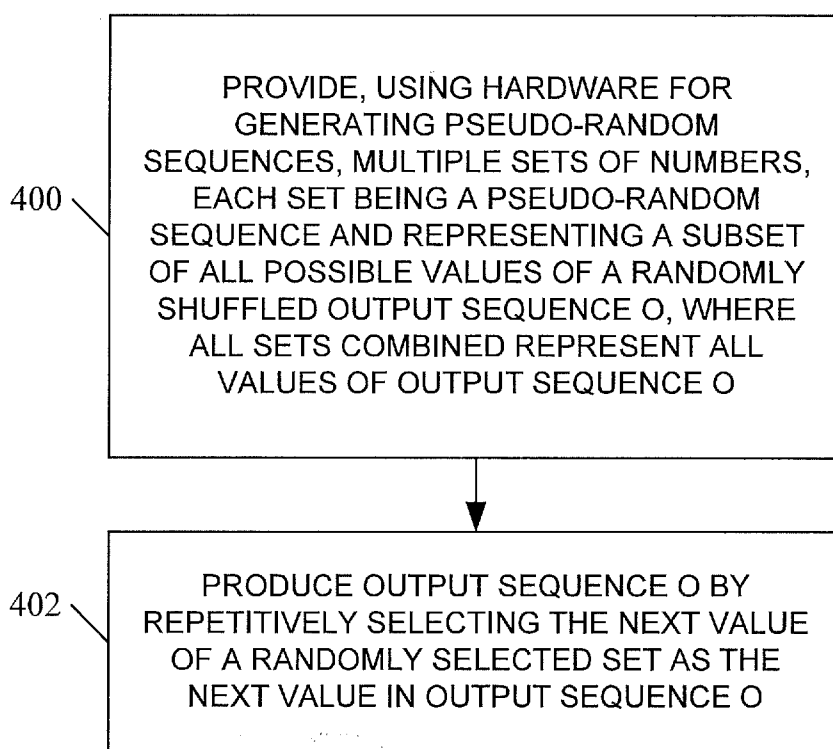 PROVIDE, USING HARDWARE FOR
GENERATING PSEUDO-RANDOM
SEQUENCES, MULTIPLE SETS OF NUMBERS,
EACH SET BEING A PSEUDO-RANDOM
SEQUENCE AND REPRESENTING A SUBSET
OF ALL POSSIBLE VALUES OF A RANDOMLY
SHUFFLED OUTPUT SEQUENCE O, WHERE
ALL SETS COMBINED REPRESENT ALL
VALUES OF OUTPUT SEQUENCE O
400
PRODUCE OUTPUT SEQUENCE O BY
REPETITIVELY SELECTING THE NEXT VALUE
OF A RANDOMLY SELECTED SET AS THE
NEXT VALUE IN OUTPUT SEQUENCE O
402